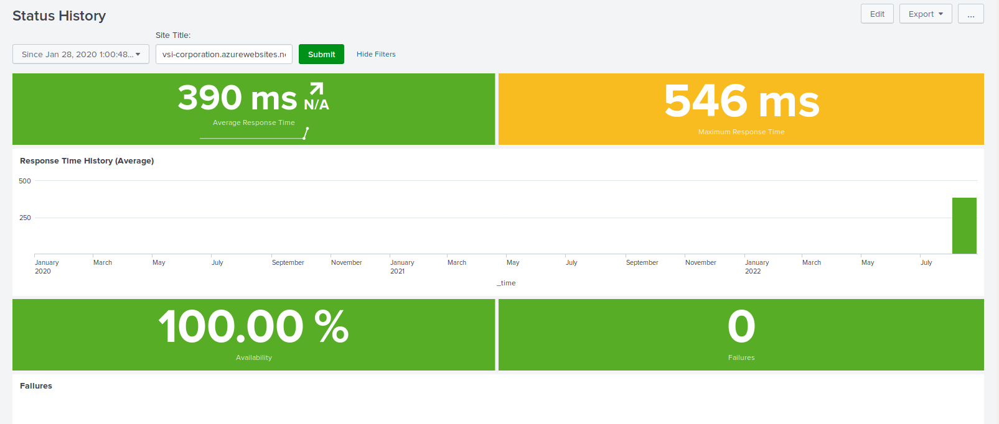 Status History
Edit
Export
...
Site Title:
Since Jan 28, 2020 1:00:48...
vsi-corporation.azurewebsites.n
Submit
Hide Filters
390 ms
N/A
Average Response Time
546 ms
Maximum Response Time
Response Time History (Average)
500
250
January March May July September November January March May July September November January March May July
2020 2021 2022
_time
100.00 %
Availability
0
Failures
Failures